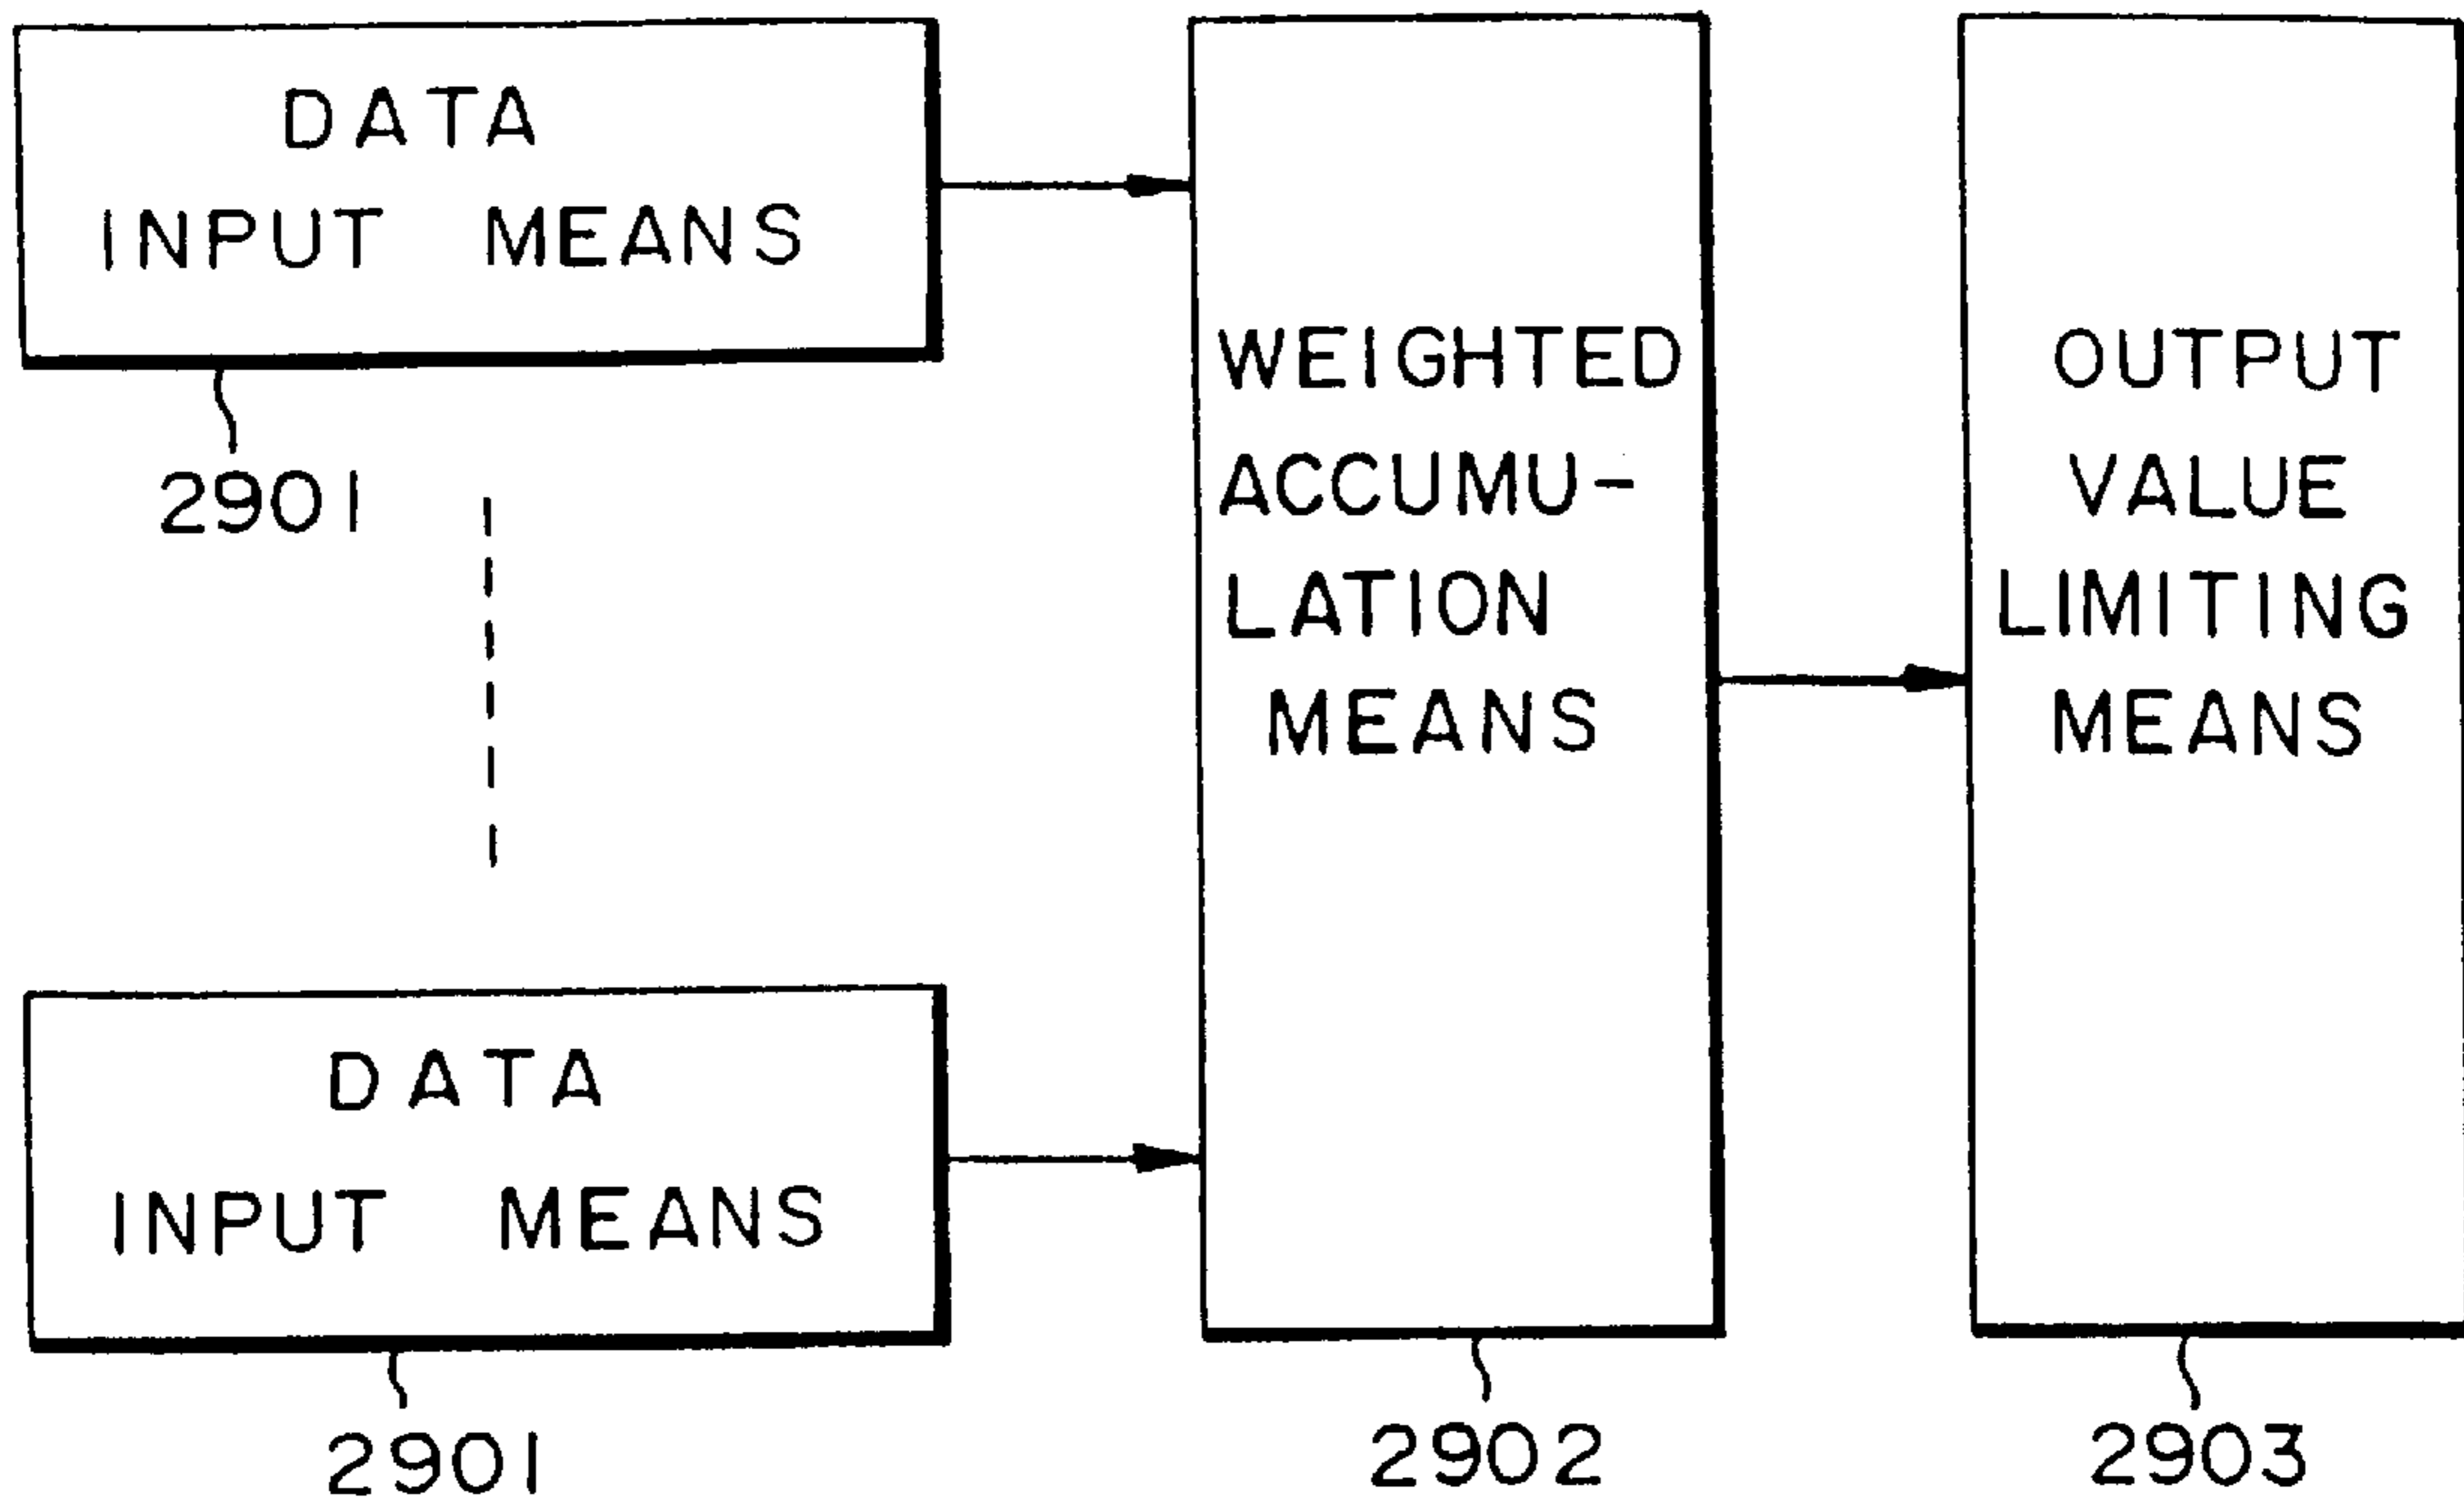 DATA
INPUT MEANS
2901
DATA
INPUT MEANS
2901
WEIGHTED
ACCUMU-
LATION
MEANS
2902
OUTPUT
VALUE
LIMITING
MEANS
2903